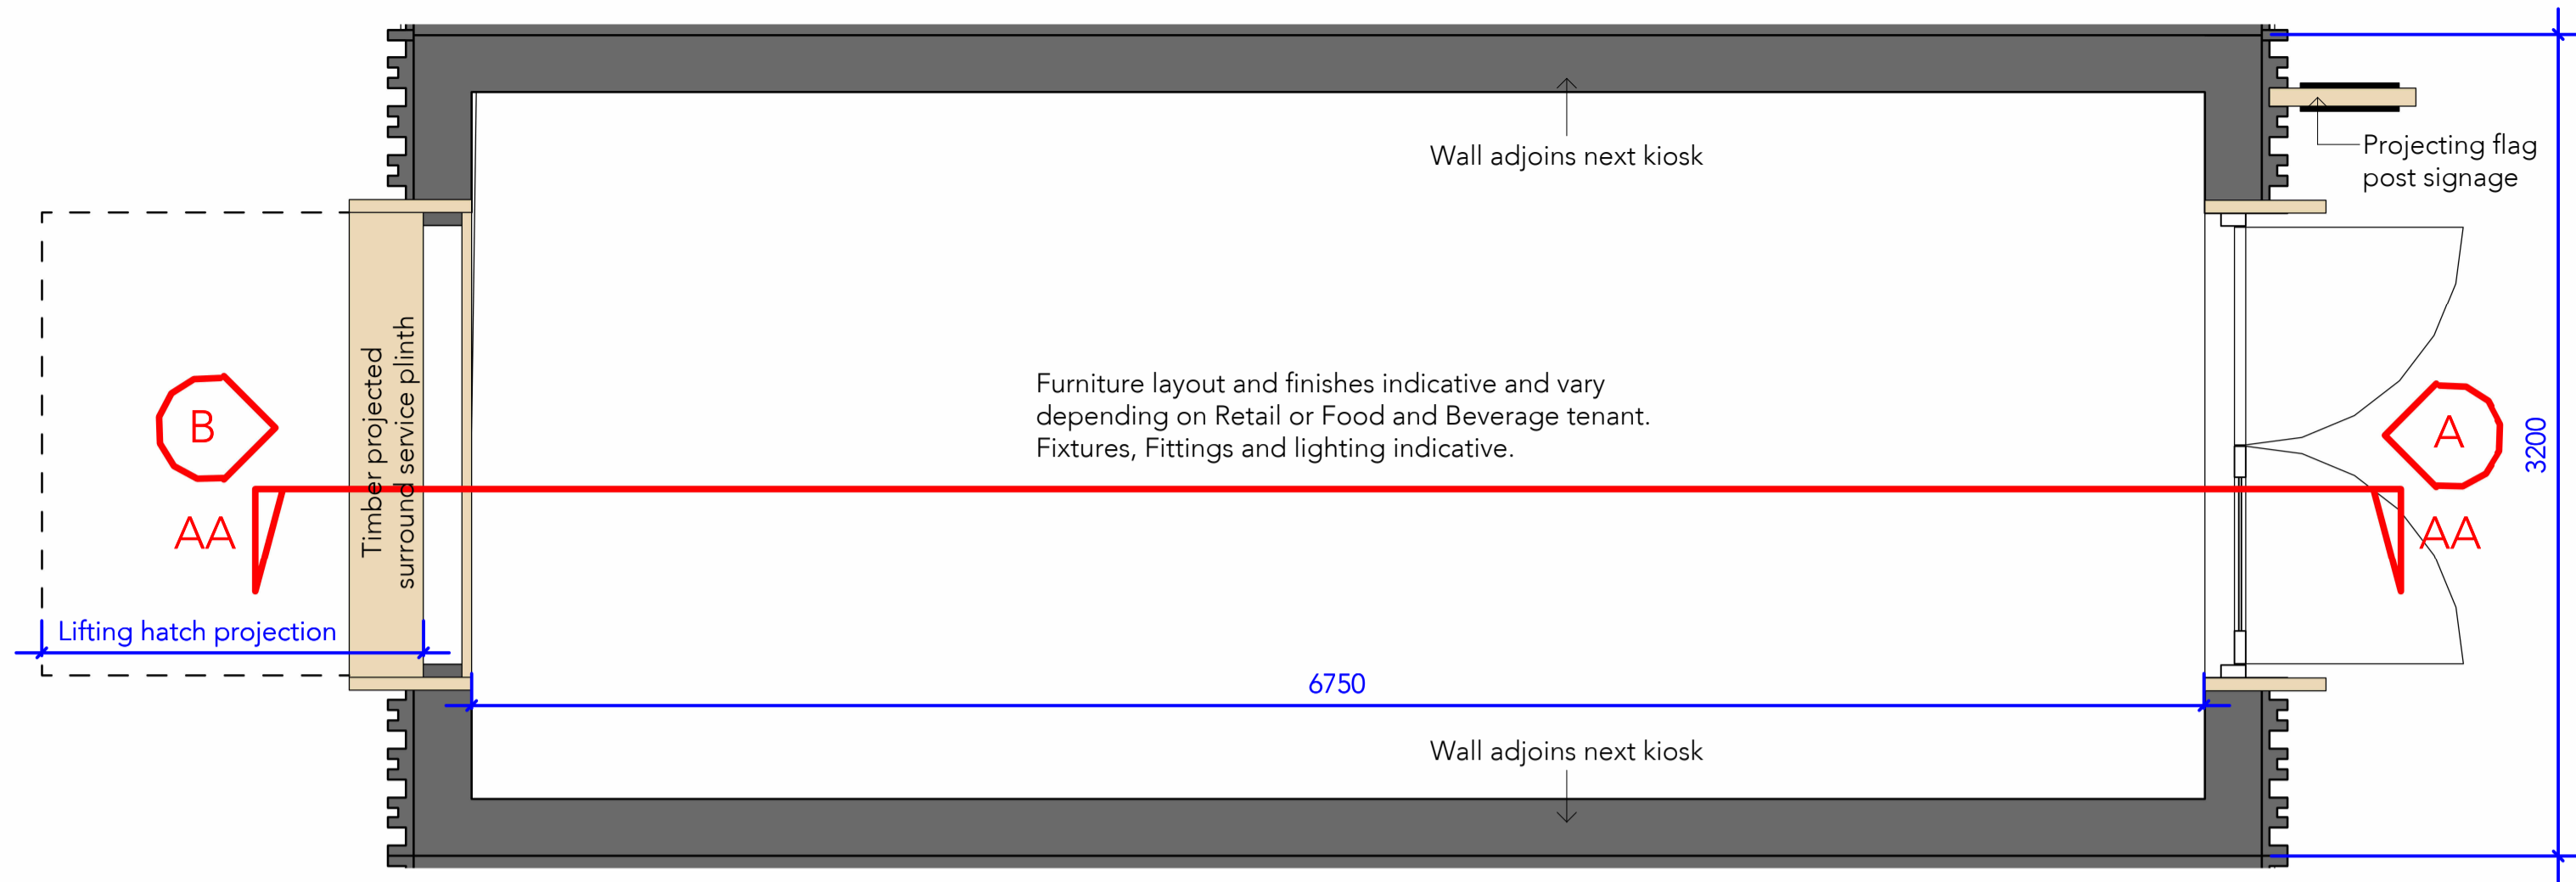 Wall adjoins next kiosk
Projecting flag
post signage
Timber projected
surround service plinth
Furniture layout and finishes indicative and vary
depending on Retail or Food and Beverage tenant.
Fixtures, Fittings and lighting indicative.
B
A
3200
AA
AA
Lifting hatch projection
6750
Wall adjoins next kiosk